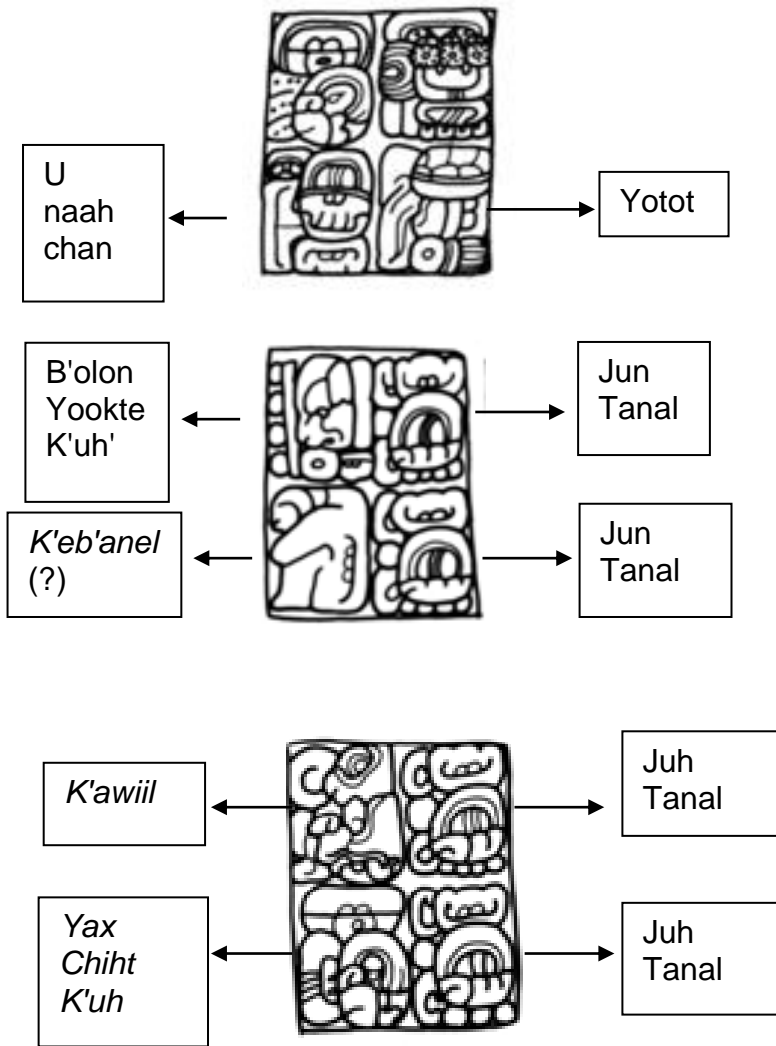 U
naah
chan
Yotot
B'olon
Yookte
K'uh'
Jun
Tanal
K'eb'anel
(?)
Jun
Tanal
K'awiil
Juh
Tanal
Yax
Chiht
K'uh
Juh
Tanal